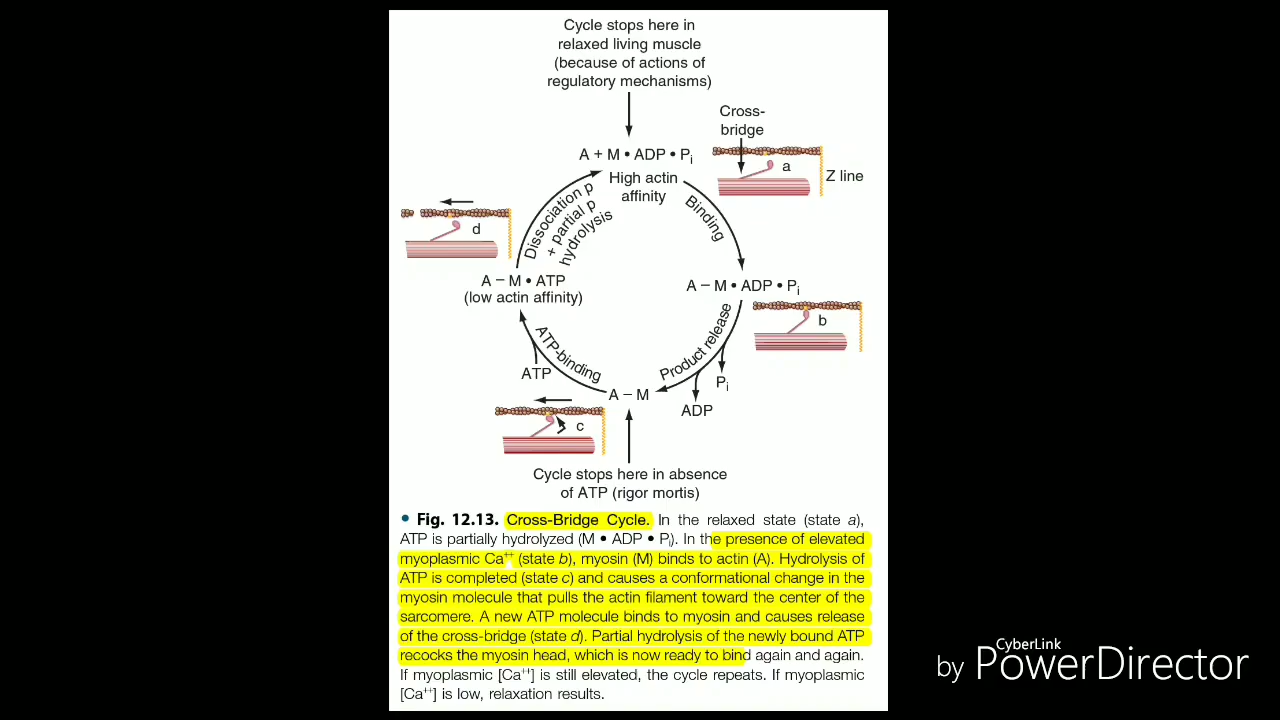 Cycle stops here in
relaxed living muscle
(because of actions of
regulatory mechanisms)
Cross-
bridge
A + M • ADP • Pi
High actin
affinity
a
Z line
Binding
Dissociation p
+ partial p
hydrolysis
d
A – M • ATP
(low actin affinity)
A – M • ADP • Pi
b
Product release
Pi
ADP
ATP-binding
ATP
A – M
c
Cycle stops here in absence
of ATP (rigor mortis)
• Fig. 12.13. Cross-Bridge Cycle. In the relaxed state (state a),
ATP is partially hydrolyzed (M • ADP • Pi). In the presence of elevated
myoplasmic Ca++ (state b), myosin (M) binds to actin (A). Hydrolysis of
ATP is completed (state c) and causes a conformational change in the
myosin molecule that pulls the actin filament toward the center of the
sarcomere. A new ATP molecule binds to myosin and causes release
of the cross-bridge (state d). Partial hydrolysis of the newly bound ATP
recocks the myosin head, which is now ready to bind again and again.
If myoplasmic [Ca++] is still elevated, the cycle repeats. If myoplasmic
[Ca++] is low, relaxation results.
by CyberLink PowerDirector